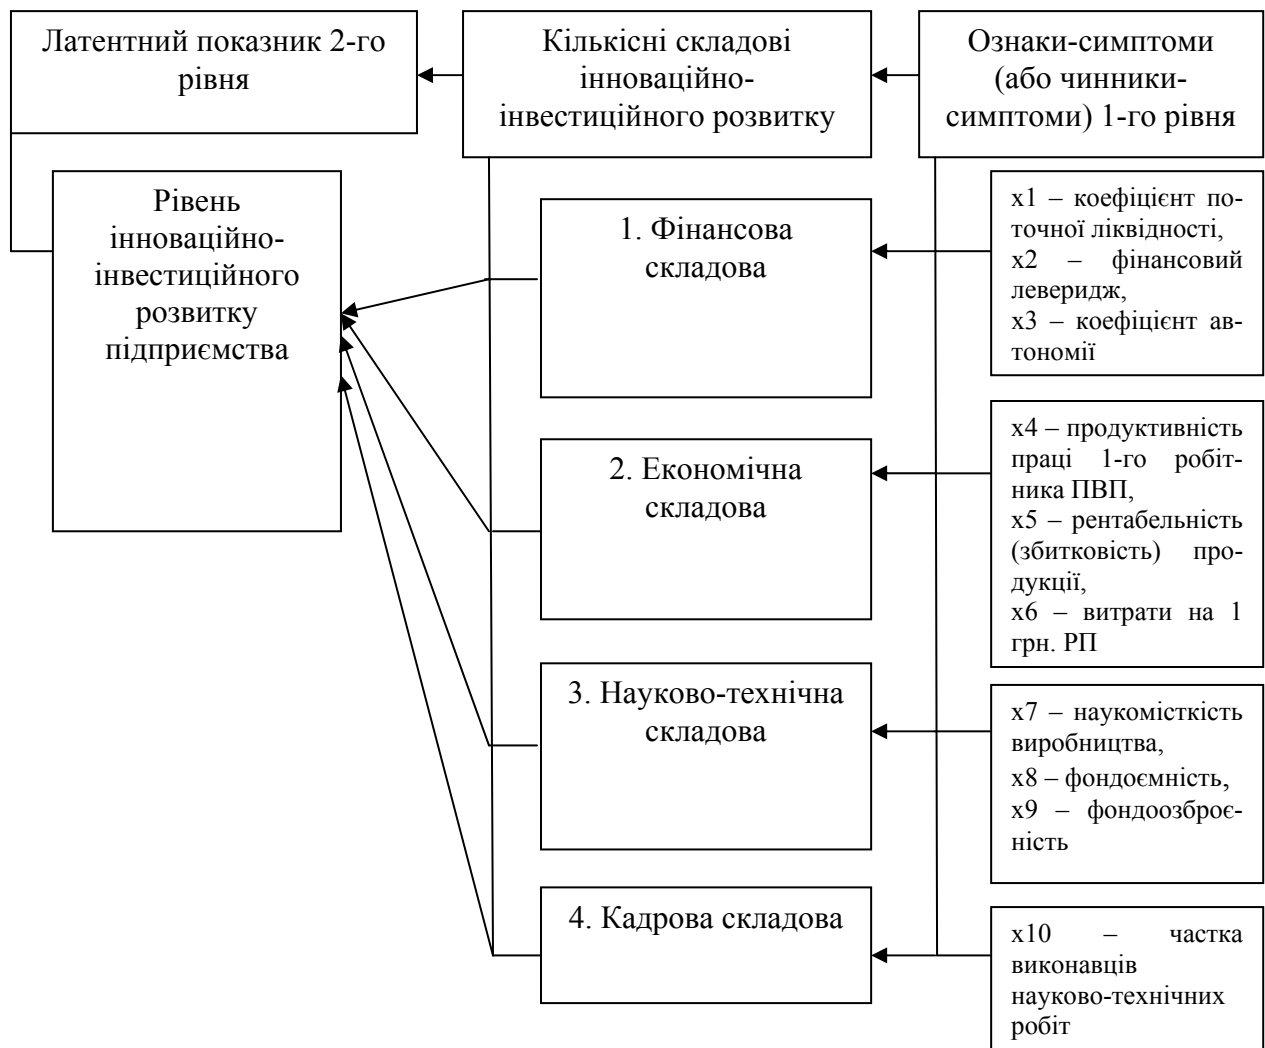 Латентний показник 2-го
рівня
Кількісні складові
інноваційно-
інвестиційного розвитку
Ознаки-симптоми
(або чинники-
симптоми) 1-го рівня
Рівень
інноваційно-
інвестиційного
розвитку
підприємства
1. Фінансова
складова
х1 – коефіцієнт по-
точної ліквідності,
х2 – фінансовий
леверидж,
х3 – коефіцієнт ав-
тономії
2. Економічна
складова
х4 – продуктивність
праці 1-го робіт-
ника ПВП,
х5 – рентабельність
(збитковість) про-
дукції,
х6 – витрати на 1
грн. РП
3. Науково-технічна
складова
х7 – наукомісткість
виробництва,
х8 – фондоємність,
х9 – фондоозброє-
ність
4. Кадрова складова
х10 – частка
виконавців
науково-технічних
робіт